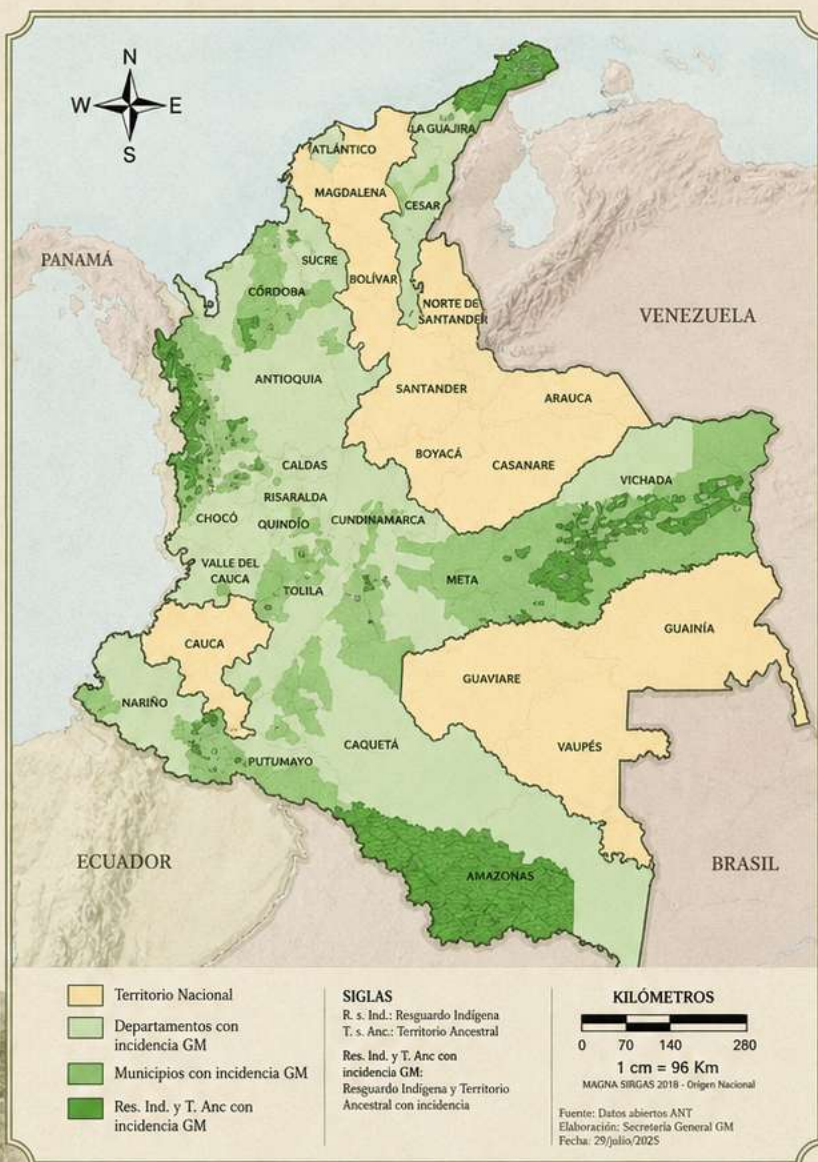 N
W E
S
LA GUAJIRA
ATLÁNTICO
MAGDALENA
CESAR
PANAMÁ
SUCRE
BOLÍVAR
CÓRDOBA
NORTE DE
SANTANDER
VENEZUELA
ANTIOQUIA
SANTANDER
ARAUCA
BOYACÁ
CASANARE
CALDAS
VICHADA
RISARALDA
CHOCÓ
QUINDÍO
CUNDINAMARCA
VALLE DEL
CAUCA
TOLILA
META
CAUCA
GUAINÍA
GUAVIARE
NARIÑO
CAQUETÁ
VAUPÉS
PUTUMAYO
ECUADOR
BRASIL
AMAZONAS
Territorio Nacional
Departamentos con
incidencia GM
Municipios con incidencia GM
Res. Ind. y T. Anc con
incidencia GM
SIGLAS
R. s. Ind.: Resguardo Indígena
T. s. Anc.: Territorio Ancestral
Res. Ind. y T. Anc con
incidencia GM:
Resguardo Indígena y Territorio
Ancestral con incidencia
KILÓMETROS
0 70 140 280
1 cm = 96 Km
MAGNA SIRGAS 2018 - Origen Nacional
Fuente: Datos abiertos ANT
Elaboración: Secretería General GM
Fecha: 29/julio/2025